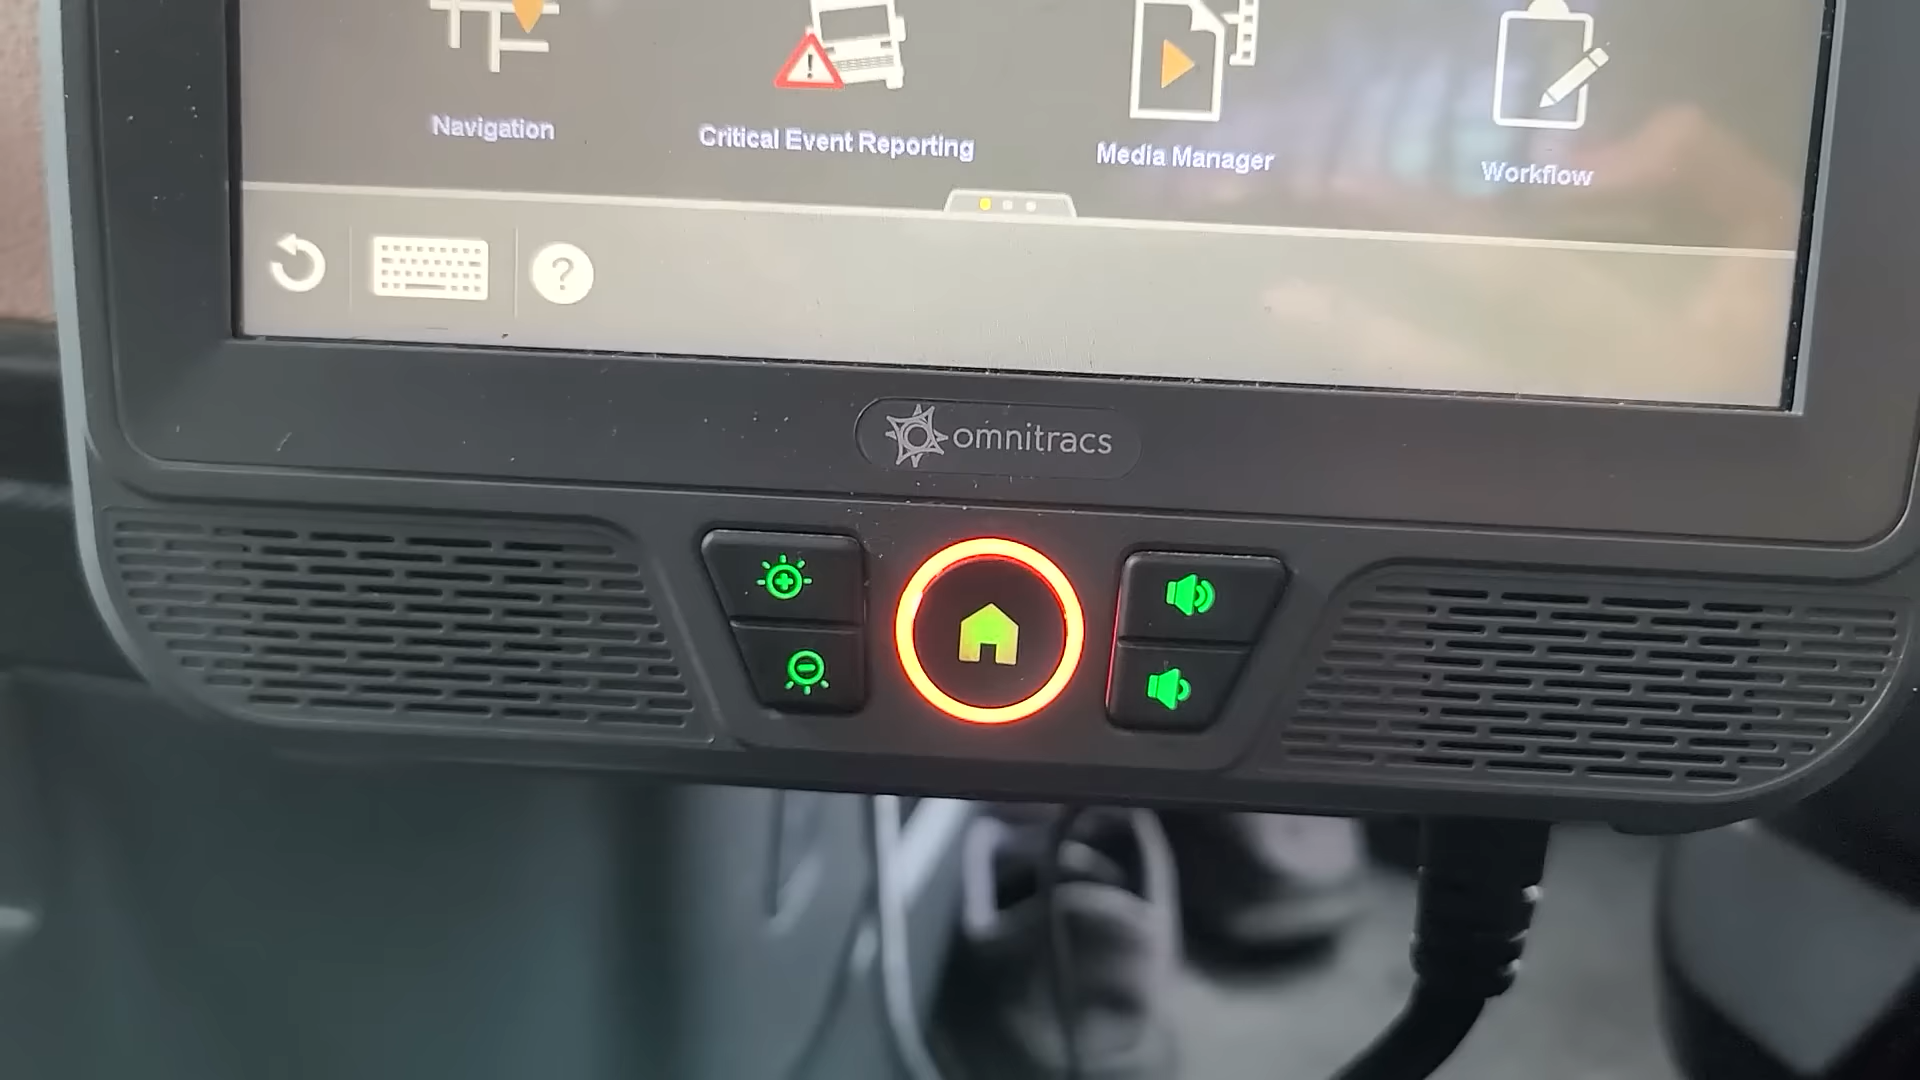 Navigation
Critical Event Reporting
Media Manager
Workflow
?
omnitracs